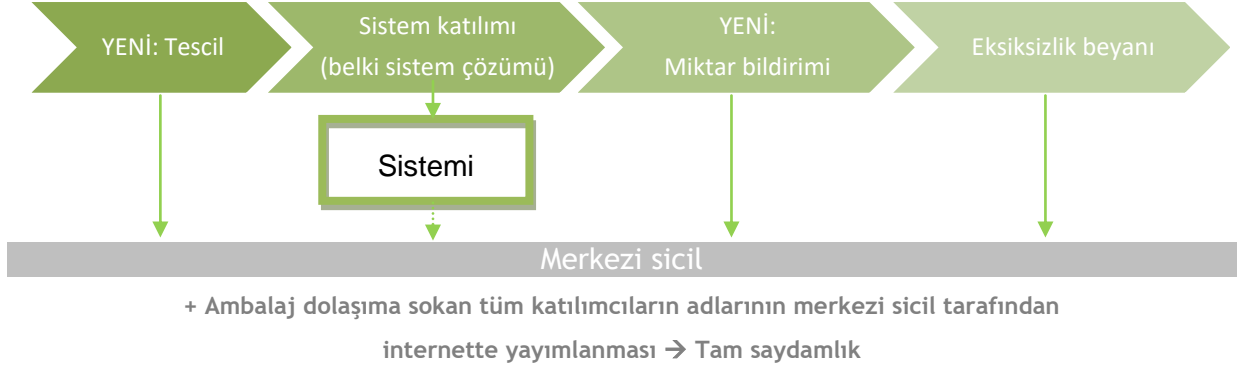 YENİ: Tescil
Sistem katılımı
(belki sistem çözümü)
YENİ:
Miktar bildirimi
Eksiksizlik beyanı
Sistemi
Merkezi sicil
+ Ambalaj dolaşıma sokan tüm katılımcıların adlarının merkezi sicil tarafından
internette yayımlanması → Tam saydamlık